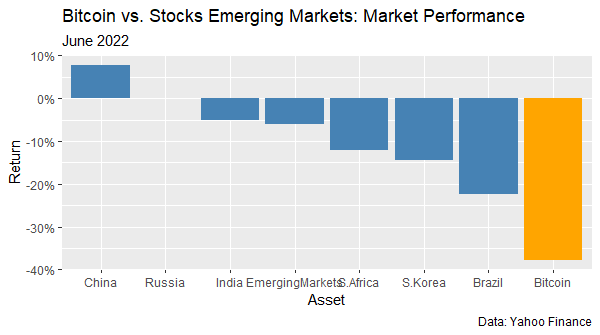 Bitcoin vs. Stocks Emerging Markets: Market Performance
June 2022
10%
0%
-10%
-20%
-30%
-40%
Return
China Russia India EmergingMarkets S.Africa S.Korea Brazil Bitcoin
Asset
Data: Yahoo Finance